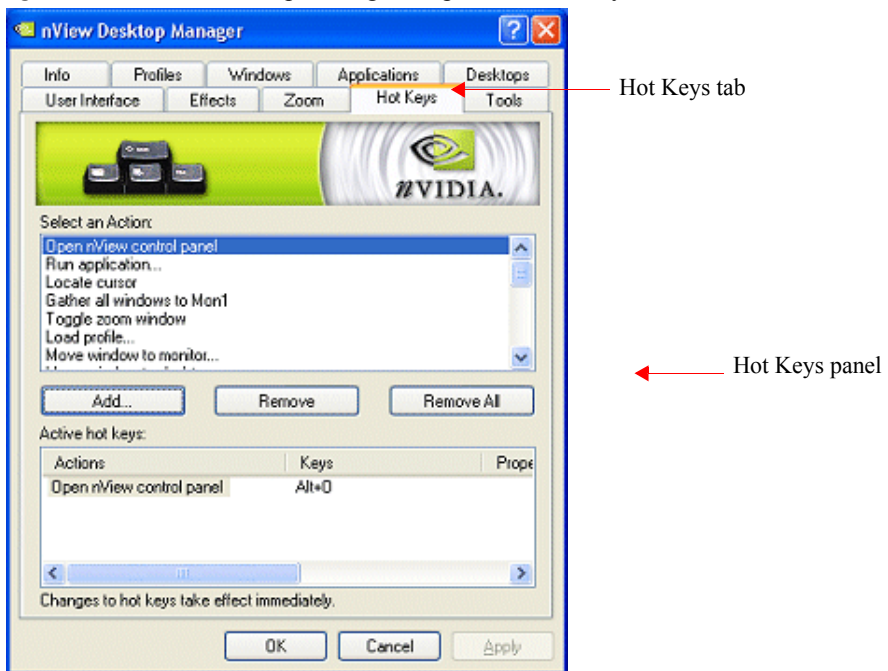 nView Desktop Manager
Info Profiles Windows Applications Desktops
User Interface Effects Zoom Hot Keys Tools
Hot Keys tab
NVIDIA.
Select an Action:
Open nView control panel
Run application...
Locate cursor
Gather all windows to Mon1
Toggle zoom window
Load profile...
Move window to monitor...
Hot Keys panel
Add... Remove Remove All
Active hot keys:
Actions Keys Prope
Open nView control panel Alt+O
Changes to hot keys take effect immediately.
OK Cancel Apply